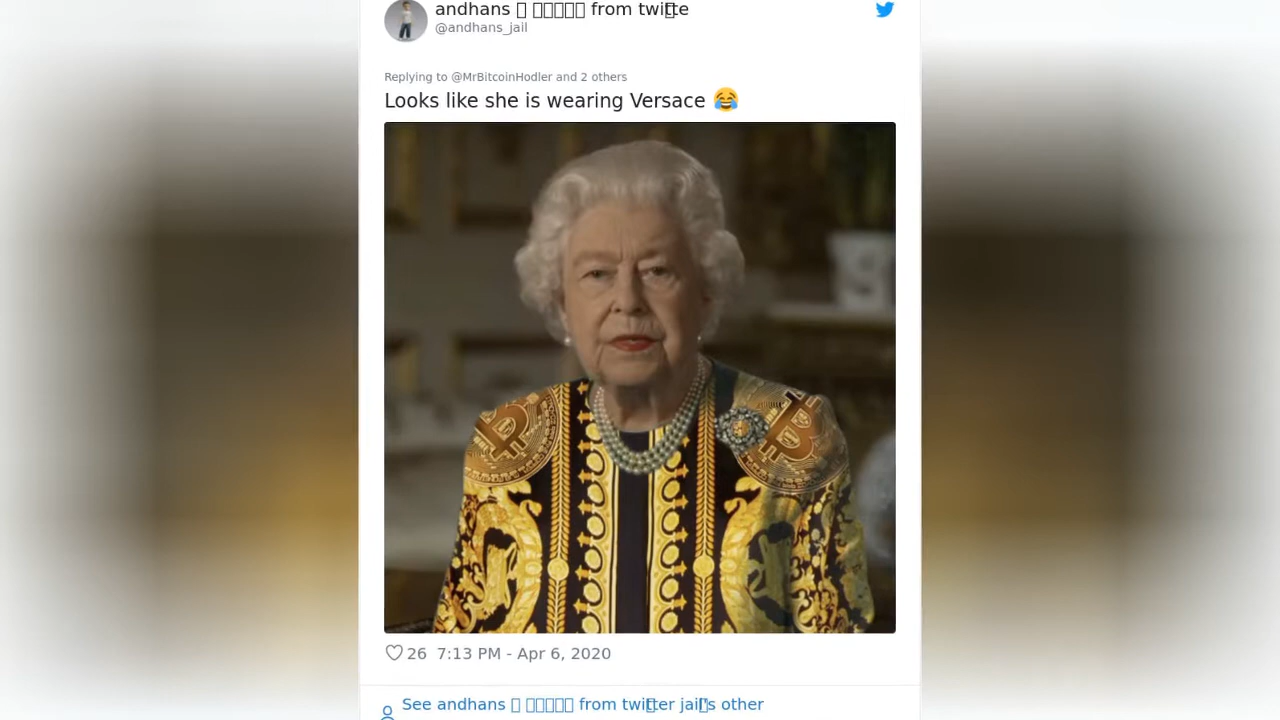 andhans from twitte
@andhans_jail
Replying to @MrBitcoinHodler and 2 others
Looks like she is wearing Versace 😂
26 7:13 PM - Apr 6, 2020
See andhans from twitter jail's other